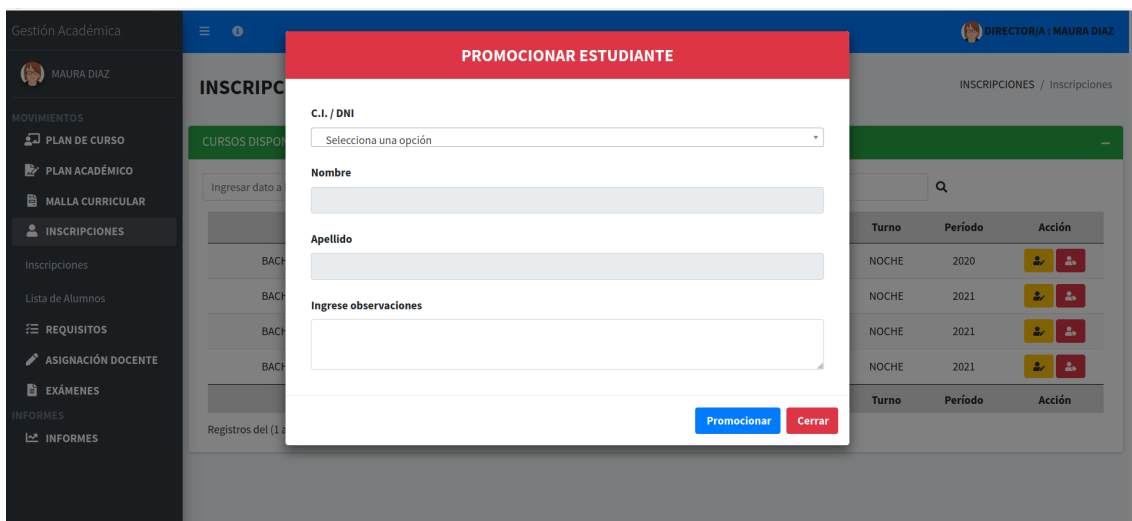 Gestión Académica
DIRECTOR/A : MAURA DIAZ
MAURA DIAZ
MOVIMIENTOS
PLAN DE CURSO
PLAN ACADÉMICO
MALLA CURRICULAR
INSCRIPCIONES
Inscripciones
Lista de Alumnos
REQUISITOS
ASIGNACIÓN DOCENTE
EXÁMENES
INFORMES
INFORMES
INSCRIPC
INSCRIPCIONES / Inscripciones
CURSOS DISPON
Ingresar dato a
Turno Período Acción
BACH NOCHE 2020
BACH NOCHE 2021
BACH NOCHE 2021
BACH NOCHE 2021
Turno Período Acción
Registros del (1 a
PROMOCIONAR ESTUDIANTE
C.I. / DNI
Selecciona una opción
Nombre
Apellido
Ingrese observaciones
Promocionar Cerrar